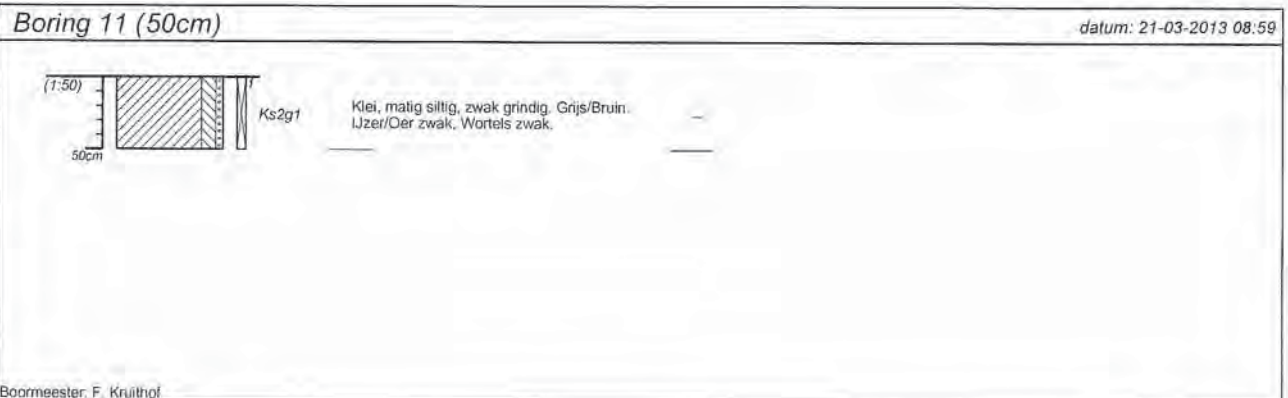 Boring 11 (50cm)
datum: 21-03-2013 08:59
(1:50)
1
Ks2g1
Klei, matig siltig, zwak grindig. Grijs/Bruin.
IJzer/Oer zwak, Wortels zwak.
50cm
Boormeester: F. Kruithof